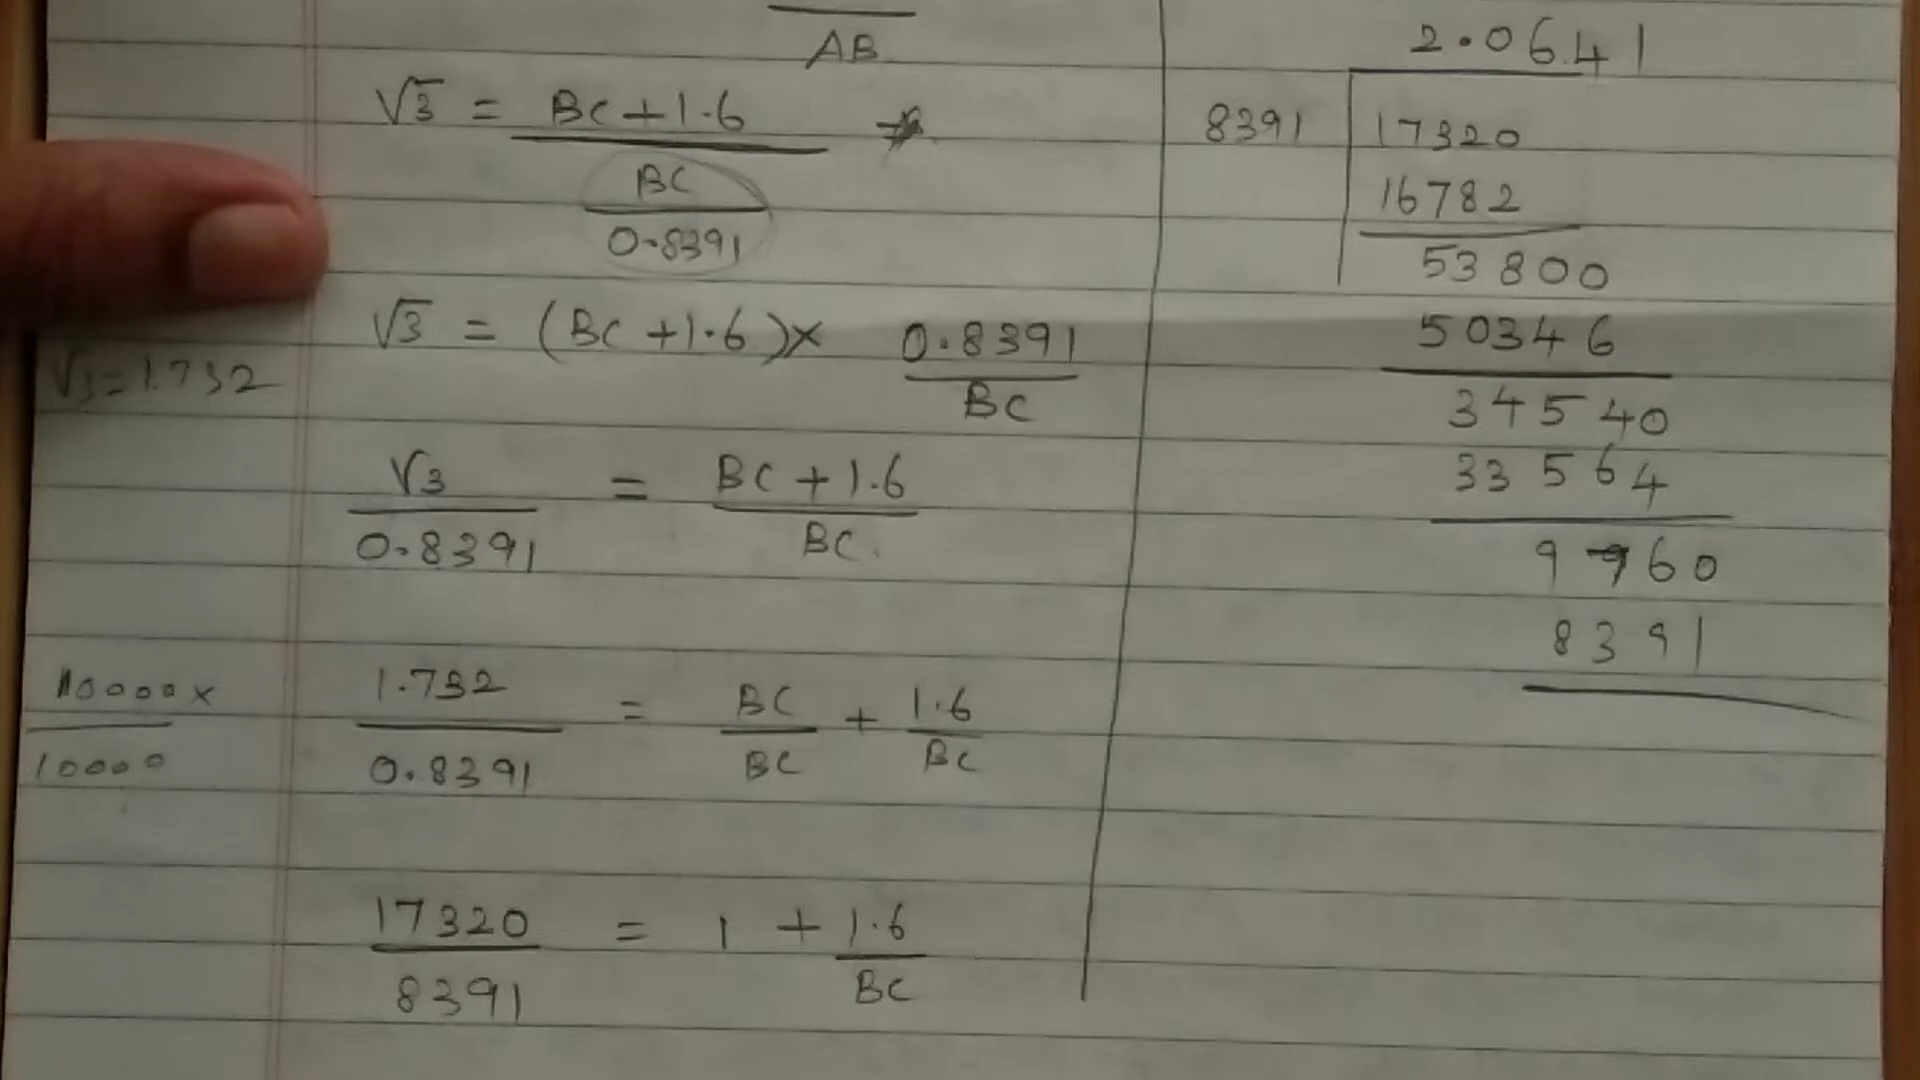 AB
√3 = BC+1.6
BC
0.8391
√3 = (BC+1.6)× 0.8391
BC
√3=1.732
√3 = BC+1.6
0.8391 BC
10000×
10000
1.732 = BC + 1.6
0.8391 BC BC
17320 = 1 + 1.6
8391 BC
2.0641
8391 17320
16782
53800
50346
34540
33564
9760
8391